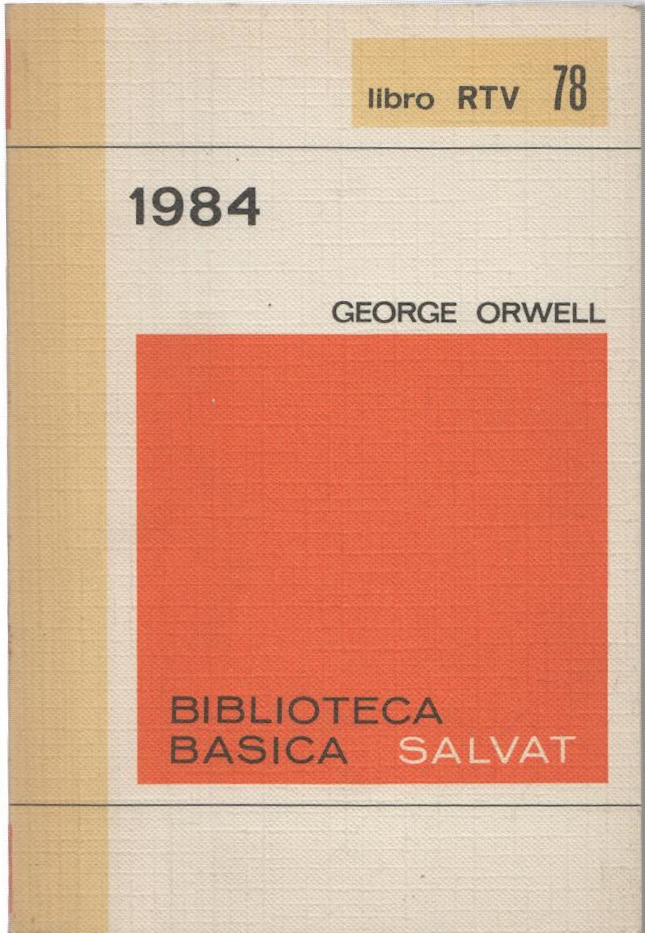 libro RTV 78
1984
GEORGE ORWELL
BIBLIOTECA
BASICA SALVAT